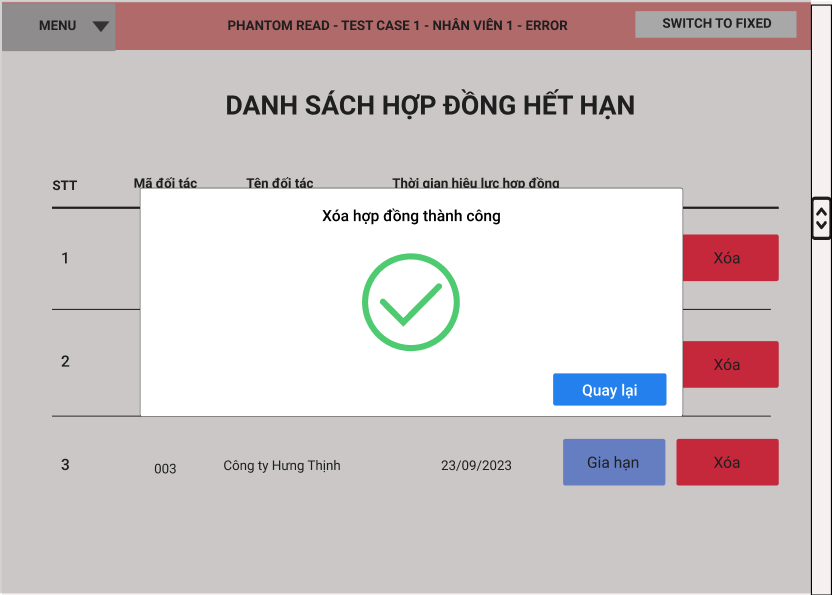 MENU
PHANTOM READ - TEST CASE 1 - NHÂN VIÊN 1 - ERROR
SWITCH TO FIXED
DANH SÁCH HỢP ĐỒNG HẾT HẠN
STT Mã đối tác Tên đối tác Thời gian hiệu lực hợp đồng
Xóa hợp đồng thành công
1 Xóa
2 Xóa
Quay lại
3 003 Công ty Hưng Thịnh 23/09/2023 Gia hạn Xóa